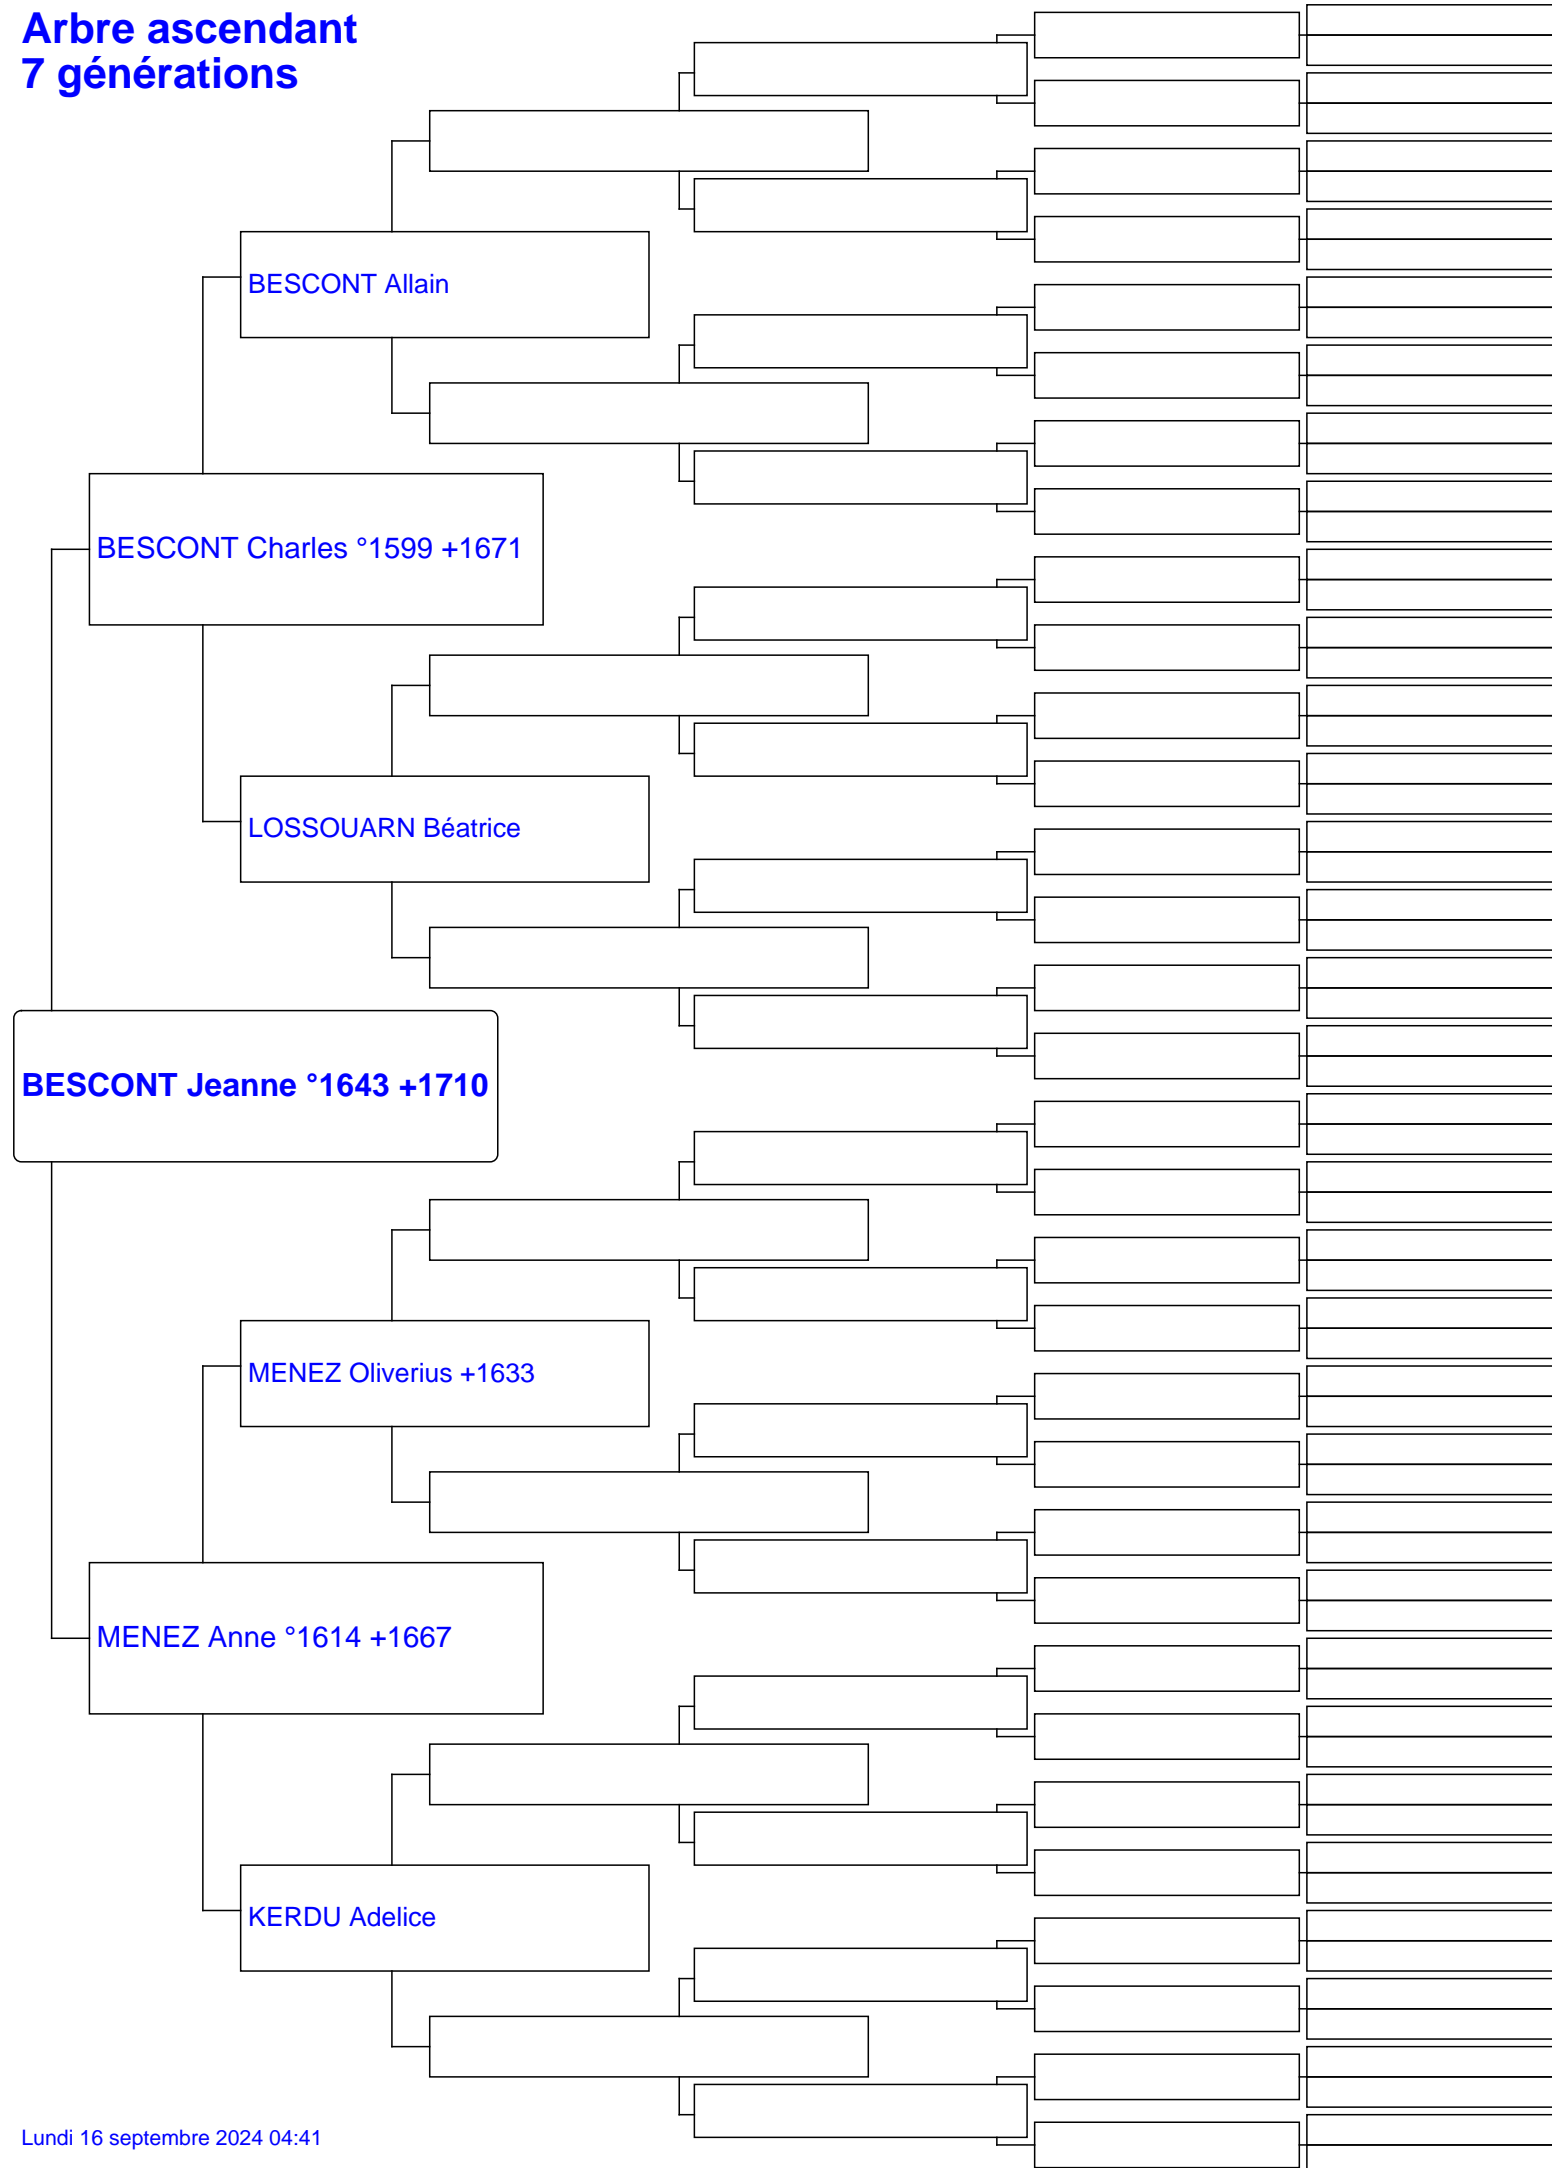 Arbre ascendant
7 générations
BESCONT Allain
BESCONT Charles °1599 +1671
LOSSOUARN Béatrice
BESCONT Jeanne °1643 +1710
MENEZ Oliverius +1633
MENEZ Anne °1614 +1667
KERDU Adelice
Lundi 16 septembre 2024 04:41